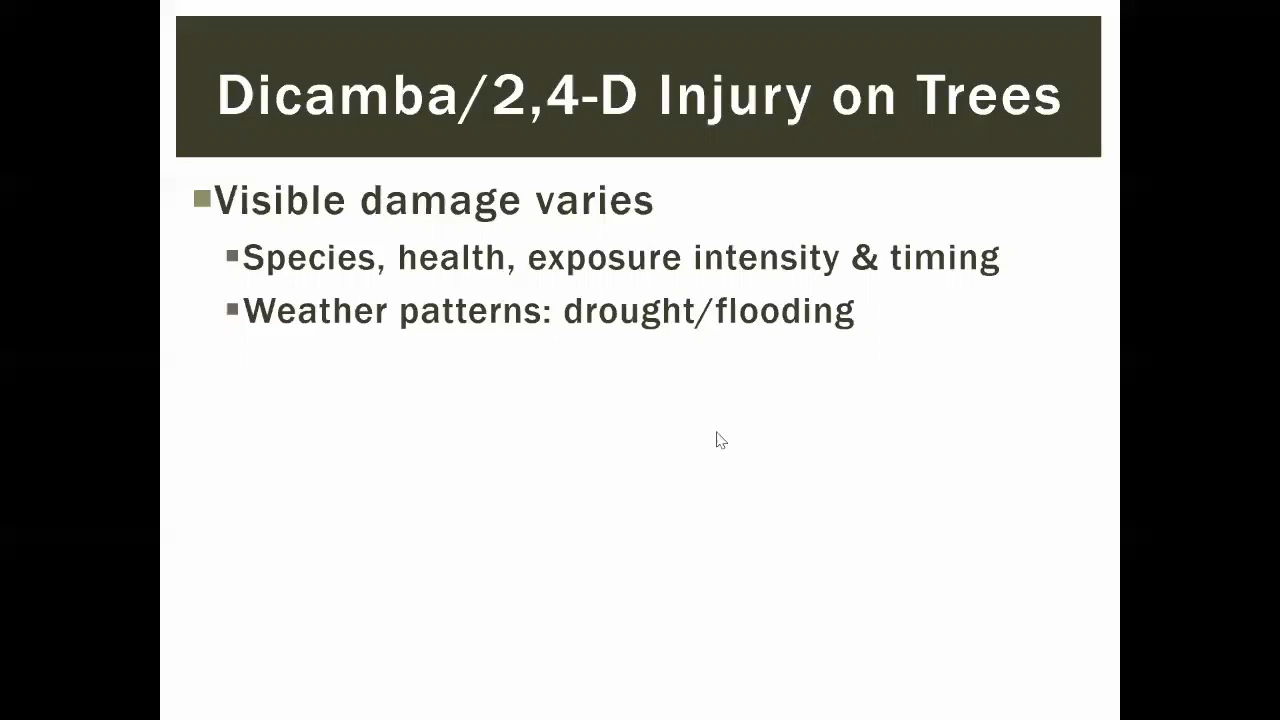 Dicamba/2,4-D Injury on Trees
Visible damage varies
Species, health, exposure intensity & timing
Weather patterns: drought/flooding